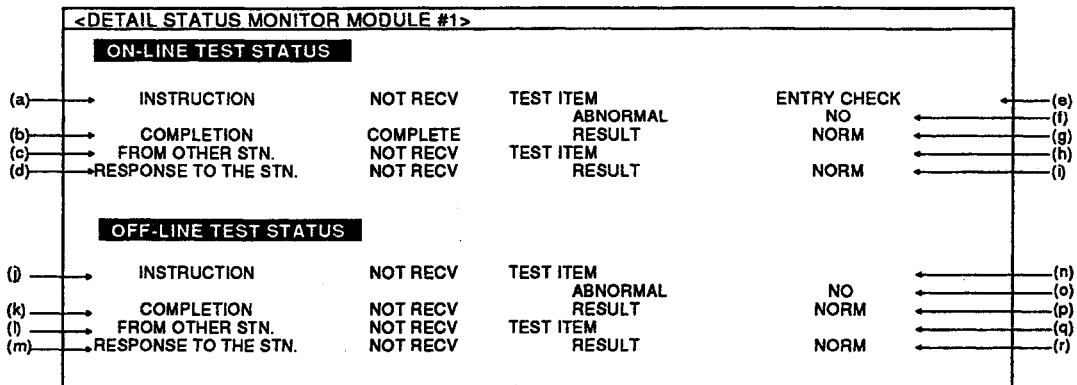 <DETAIL STATUS MONITOR MODULE #1>
ON-LINE TEST STATUS
(a) INSTRUCTION NOT RECV TEST ITEM ENTRY CHECK (e)
ABNORMAL NO (f)
(b) COMPLETION COMPLETE RESULT NORM (g)
(c) FROM OTHER STN. NOT RECV TEST ITEM (h)
(d) RESPONSE TO THE STN. NOT RECV RESULT NORM (i)
OFF-LINE TEST STATUS
(j) INSTRUCTION NOT RECV TEST ITEM (n)
ABNORMAL NO (o)
(k) COMPLETION NOT RECV RESULT NORM (p)
(l) FROM OTHER STN. NOT RECV TEST ITEM (q)
(m) RESPONSE TO THE STN. NOT RECV RESULT NORM (r)